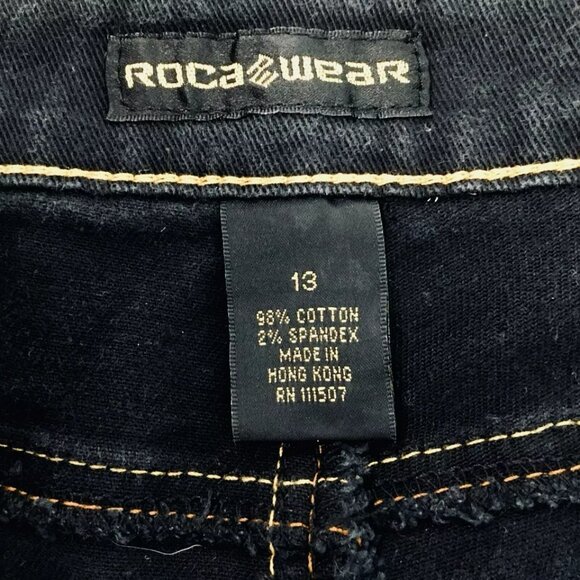 ROCaWeaR
13
98% COTTON
2% SPANDEX
MADE IN
HONG KONG
RN 111507